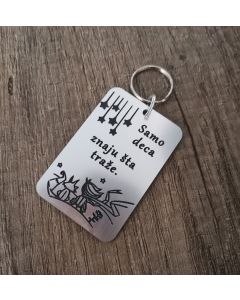 Samo
deca
znaju šta
traže.